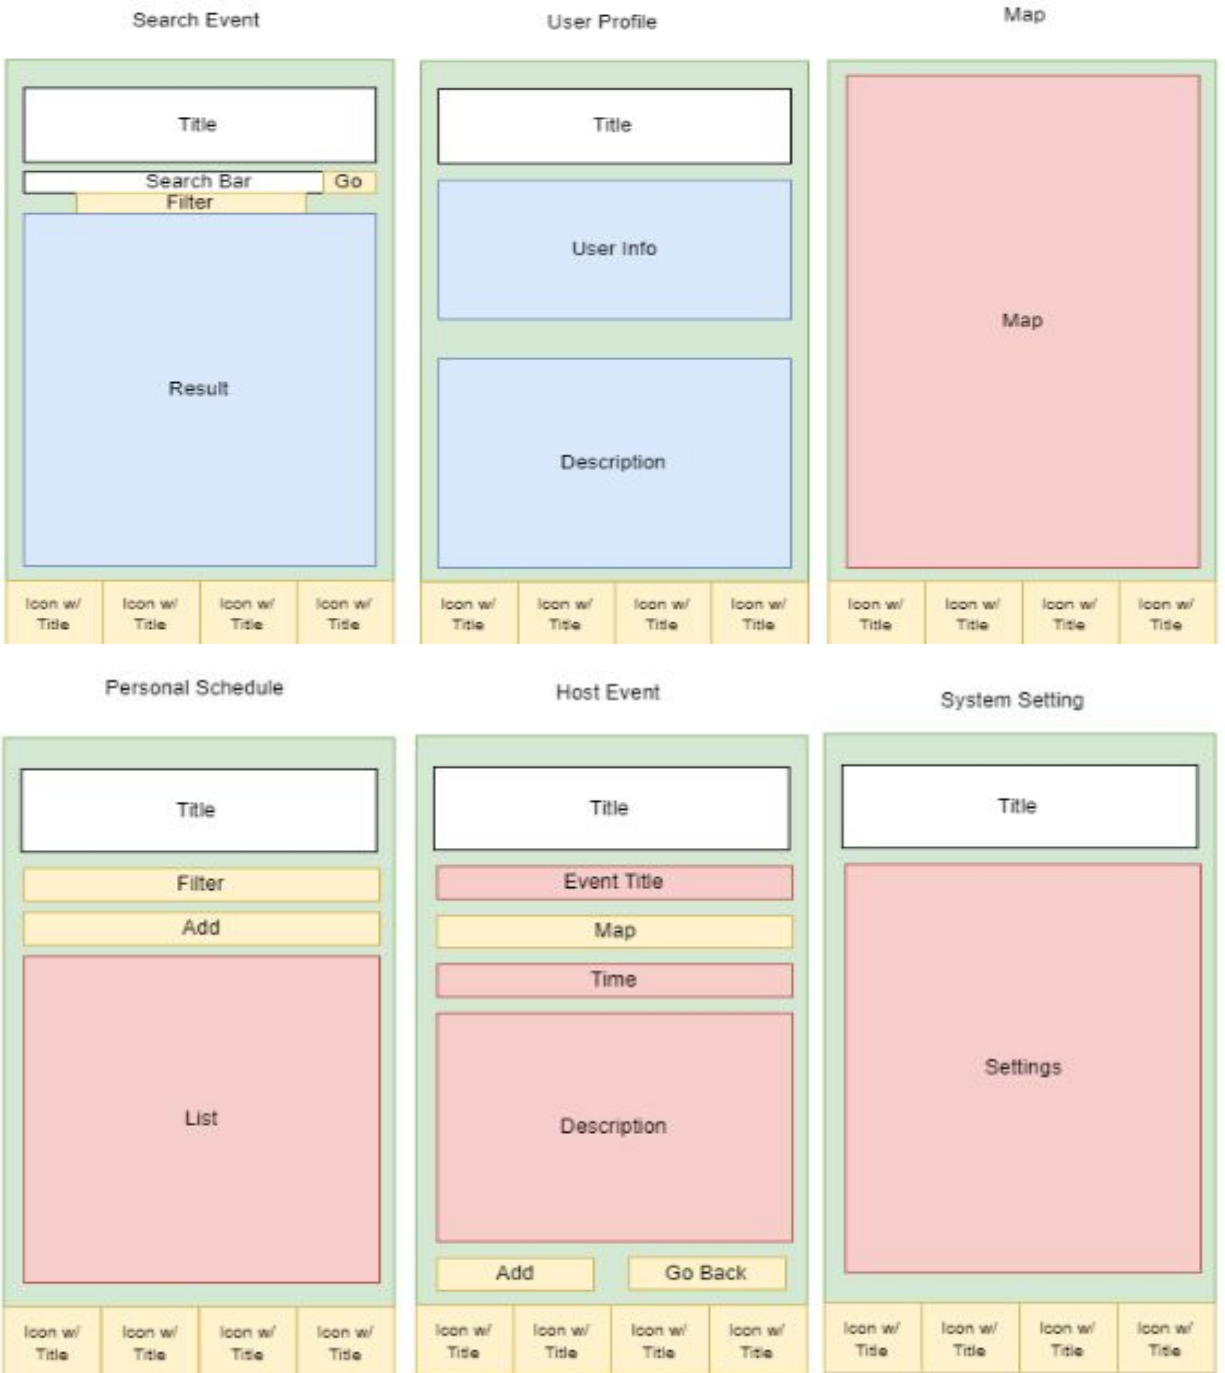 Search Event
Title
Search Bar
Go
Filter
Result
Icon w/
Title
Icon w/
Title
Icon w/
Title
Icon w/
Title
User Profile
Title
User Info
Description
Icon w/
Title
Icon w/
Title
Icon w/
Title
Icon w/
Title
Map
Map
Icon w/
Title
Icon w/
Title
Icon w/
Title
Icon w/
Title
Personal Schedule
Title
Filter
Add
List
Icon w/
Title
Icon w/
Title
Icon w/
Title
Icon w/
Title
Host Event
Title
Event Title
Map
Time
Description
Add
Go Back
Icon w/
Title
Icon w/
Title
Icon w/
Title
Icon w/
Title
System Setting
Title
Settings
Icon w/
Title
Icon w/
Title
Icon w/
Title
Icon w/
Title